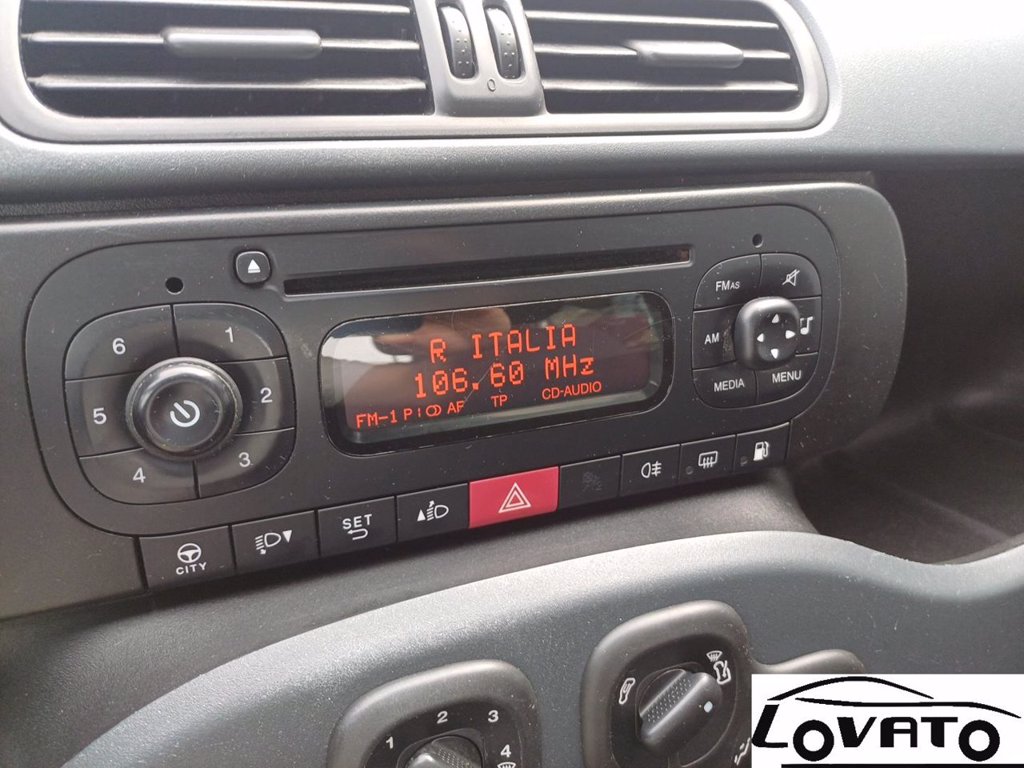 0
FM AS
AM
MEDIA
MENU
6
1
5
2
4
3
R ITALIA
106.60 MHz
FM-1 P AF TP CD-AUDIO
CITY
SET
1 2 3 4
LOVATO